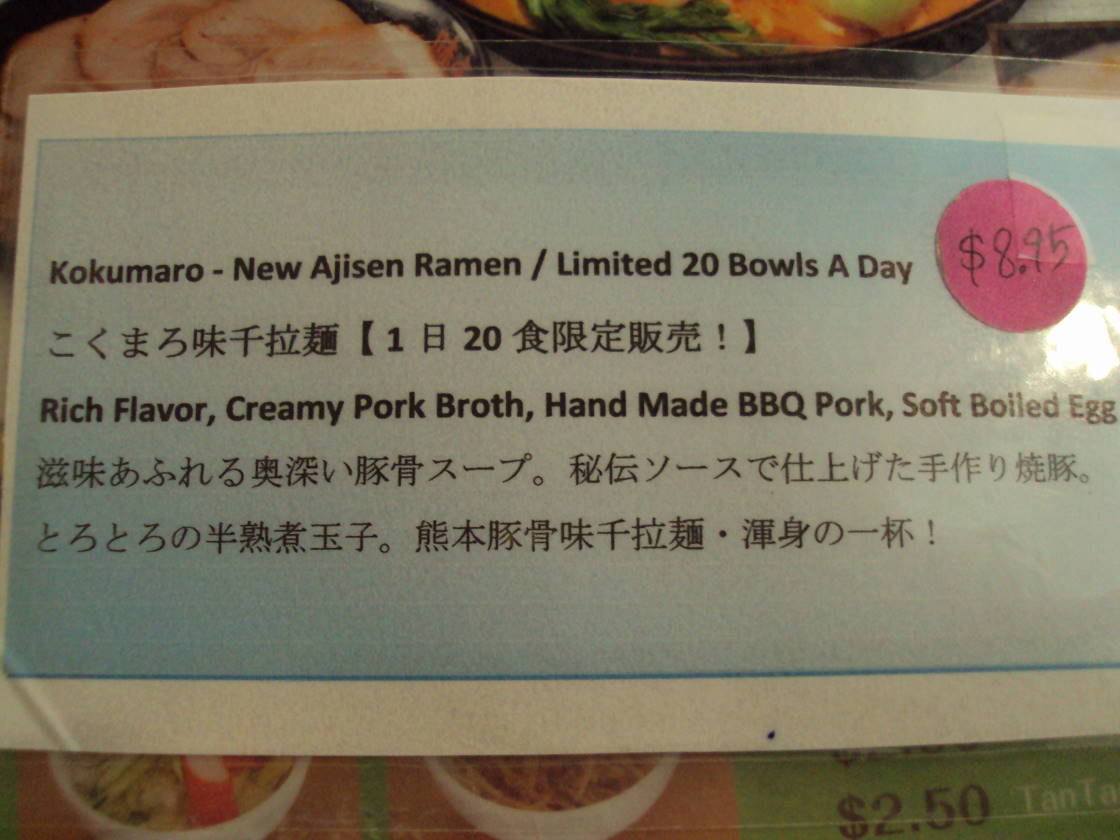 Kokumaro - New Ajisen Ramen / Limited 20 Bowls A Day
$8.95
こくまろ味千拉麺【1日20食限定販売！】
Rich Flavor, Creamy Pork Broth, Hand Made BBQ Pork, Soft Boiled Egg
滋味あふれる奥深い豚骨スープ。秘伝ソースで仕上げた手作り焼豚。
とろとろの半熟煮玉子。熊本豚骨味千拉麺・渾身の一杯！
$2.50